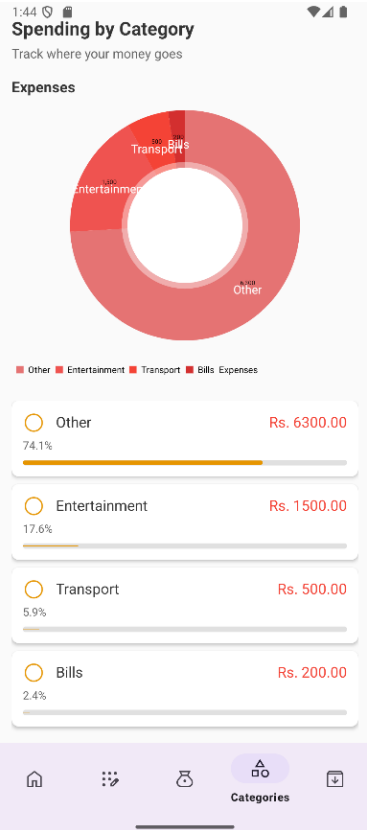 1:44
Spending by Category
Track where your money goes
Expenses
Bills
Transport
500
Entertainmen
Other
Other Entertainment Transport Bills Expenses
Other Rs. 6300.00
74.1%
Entertainment Rs. 1500.00
17.6%
Transport Rs. 500.00
5.9%
Bills Rs. 200.00
2.4%
Categories